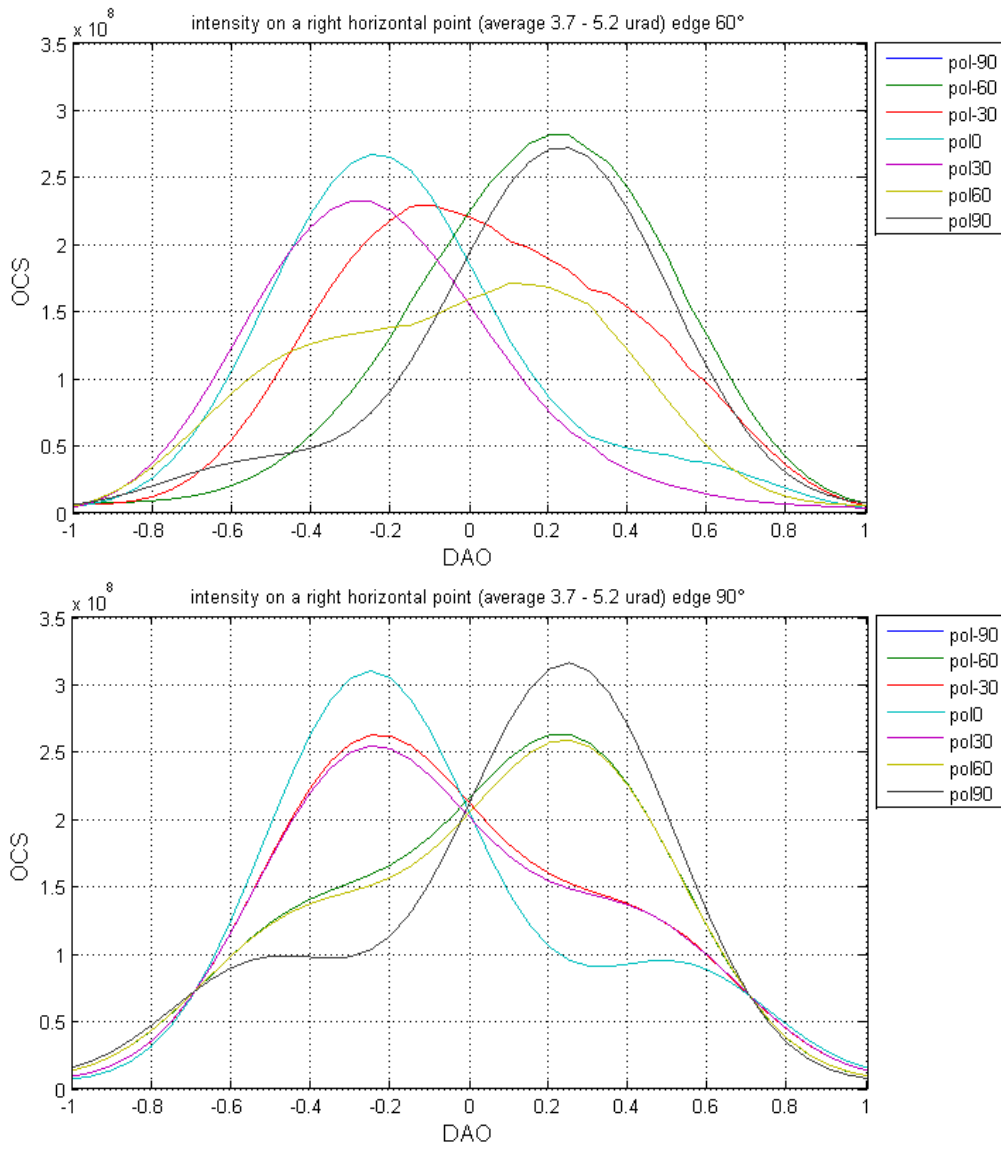 intensity on a right horizontal point (average 3.7 - 5.2 urad) edge 60°
x 10^8
3.5
3
2.5
2
1.5
1
0.5
0
OCS
-1 -0.8 -0.6 -0.4 -0.2 0 0.2 0.4 0.6 0.8 1
DAO
pol-90
pol-60
pol-30
pol0
pol30
pol60
pol90
intensity on a right horizontal point (average 3.7 - 5.2 urad) edge 90°
x 10^8
3.5
3
2.5
2
1.5
1
0.5
0
OCS
-1 -0.8 -0.6 -0.4 -0.2 0 0.2 0.4 0.6 0.8 1
DAO
pol-90
pol-60
pol-30
pol0
pol30
pol60
pol90